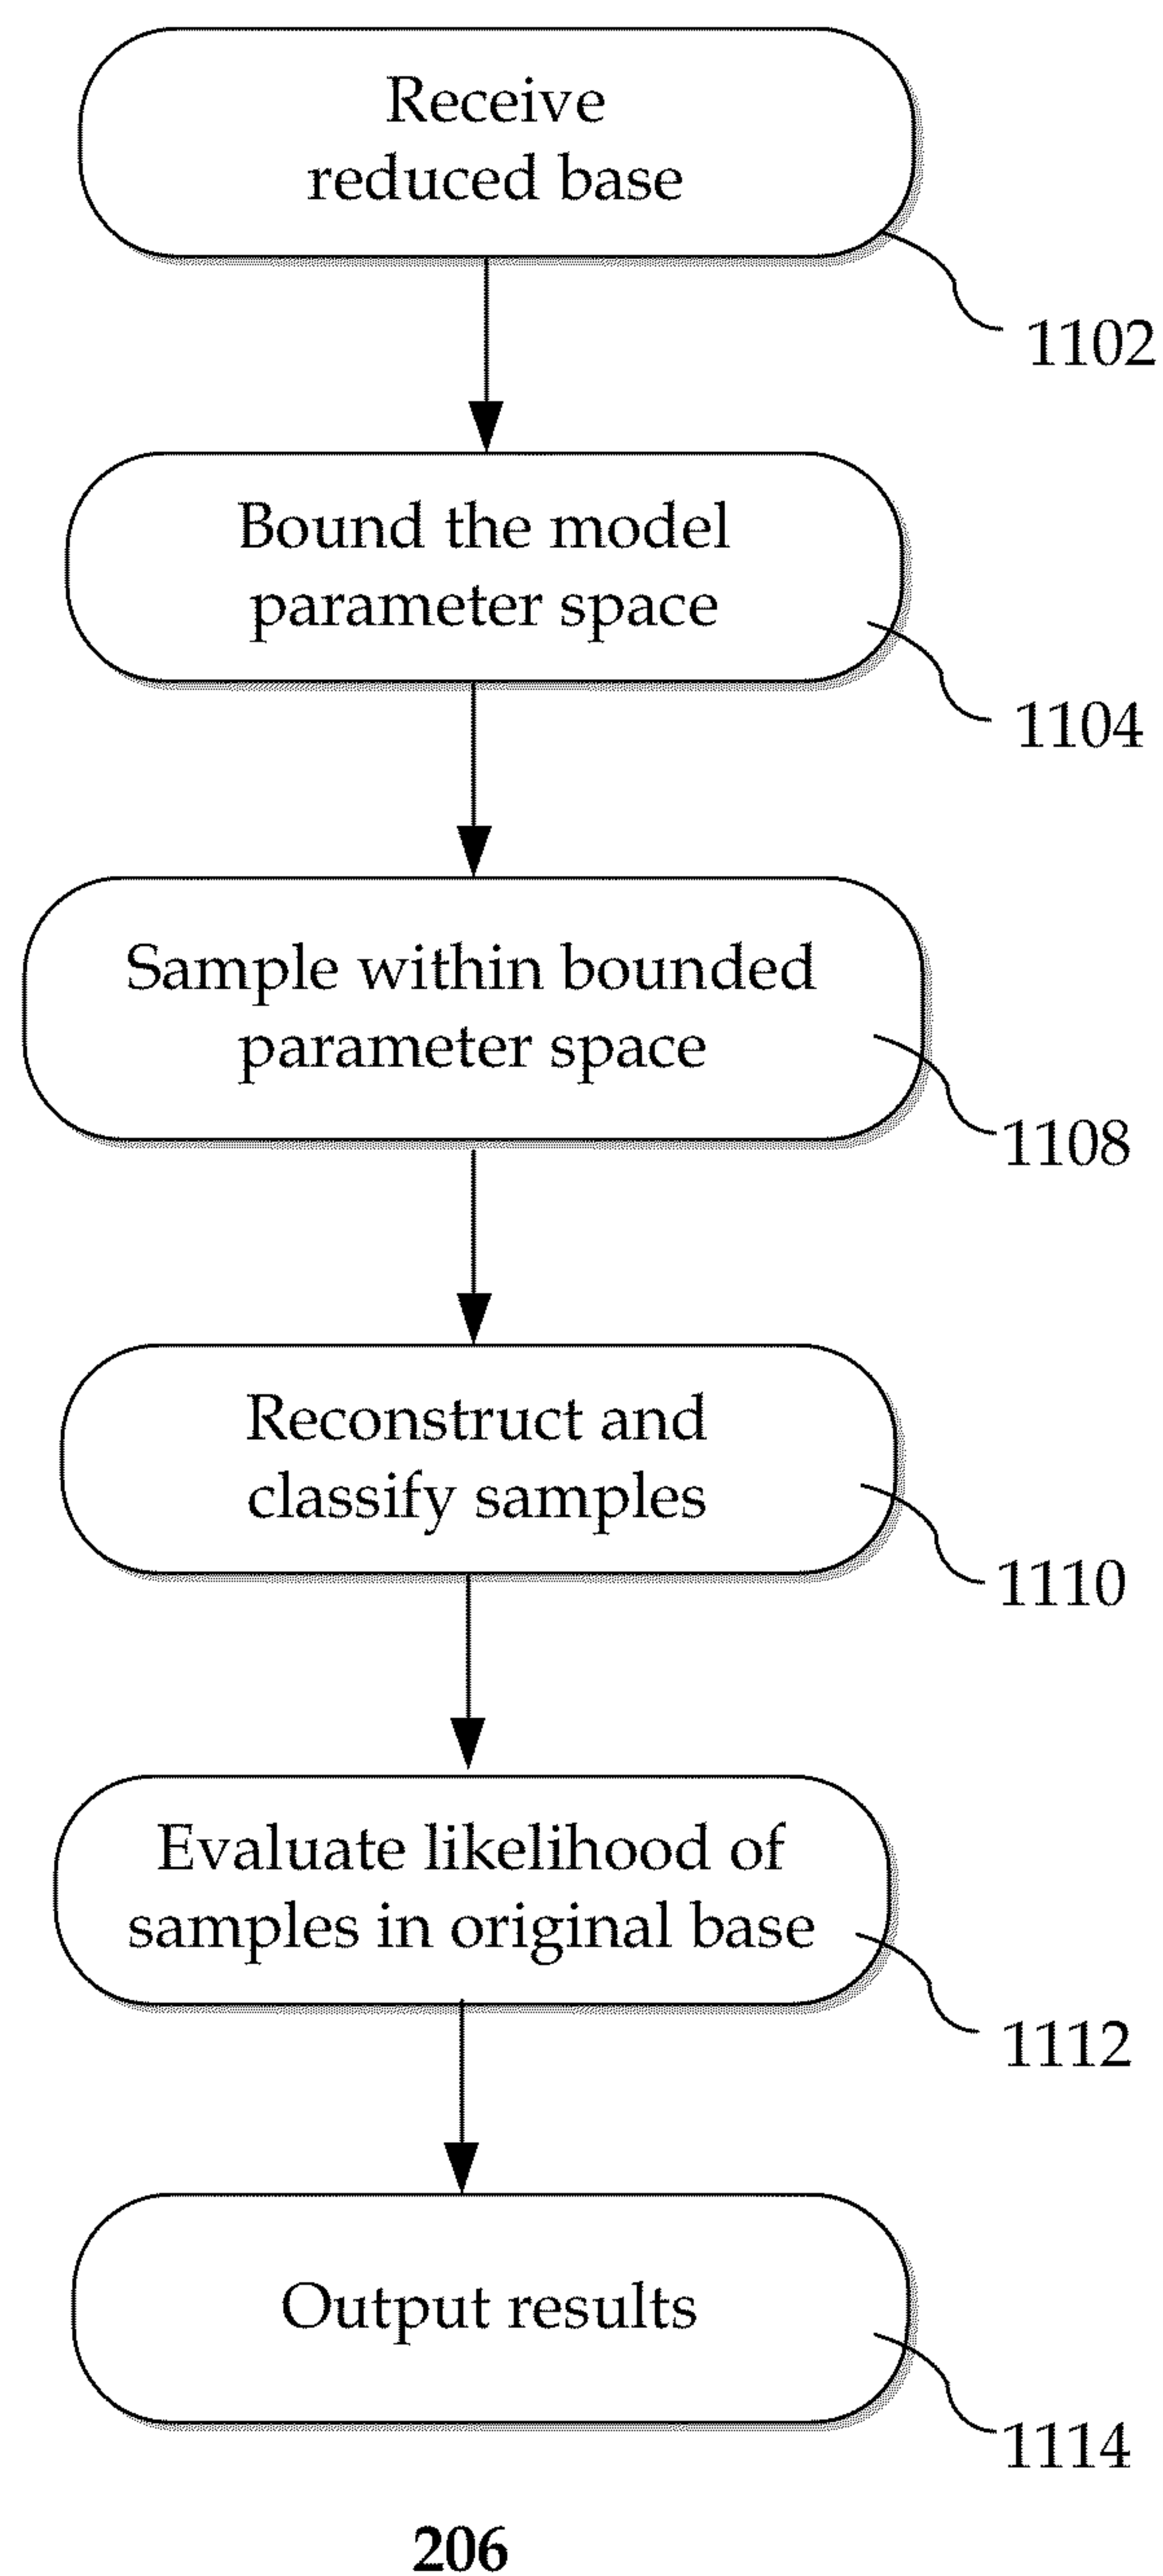 Receive
reduced base
1102
Bound the model
parameter space
1104
Sample within bounded
parameter space
1108
Reconstruct and
classify samples
1110
Evaluate likelihood of
samples in original base
1112
Output results
1114
206